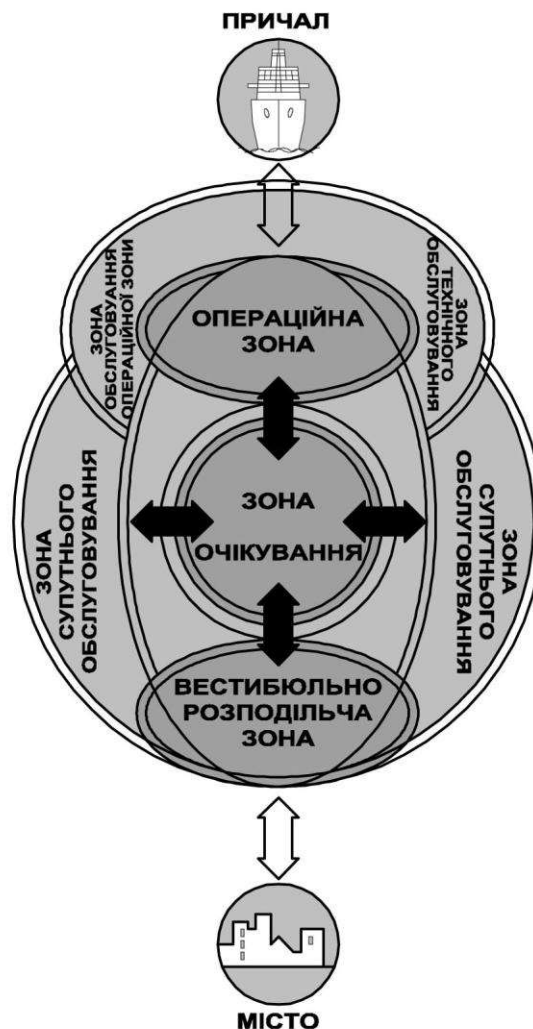 ПРИЧАЛ
ЗОНА
ОБСЛУГОВУАННЯ
ОПЕРАЦІЙНОЇ ЗОНИ
ЗОНА
ТЕХНІЧНОГО
ОБСЛУГОВУВАННЯ
ОПЕРАЦІЙНА
ЗОНА
ЗОНА
ОЧІКУВАННЯ
ЗОНА
СУПУТНЬОГО
ОБСЛУГОВУВАННЯ
ЗОНА
СУПУТНЬОГО
ОБСЛУГОВУВАННЯ
ВЕСТИБЮЛЬНО
РОЗПОДІЛЬЧА
ЗОНА
МІСТО